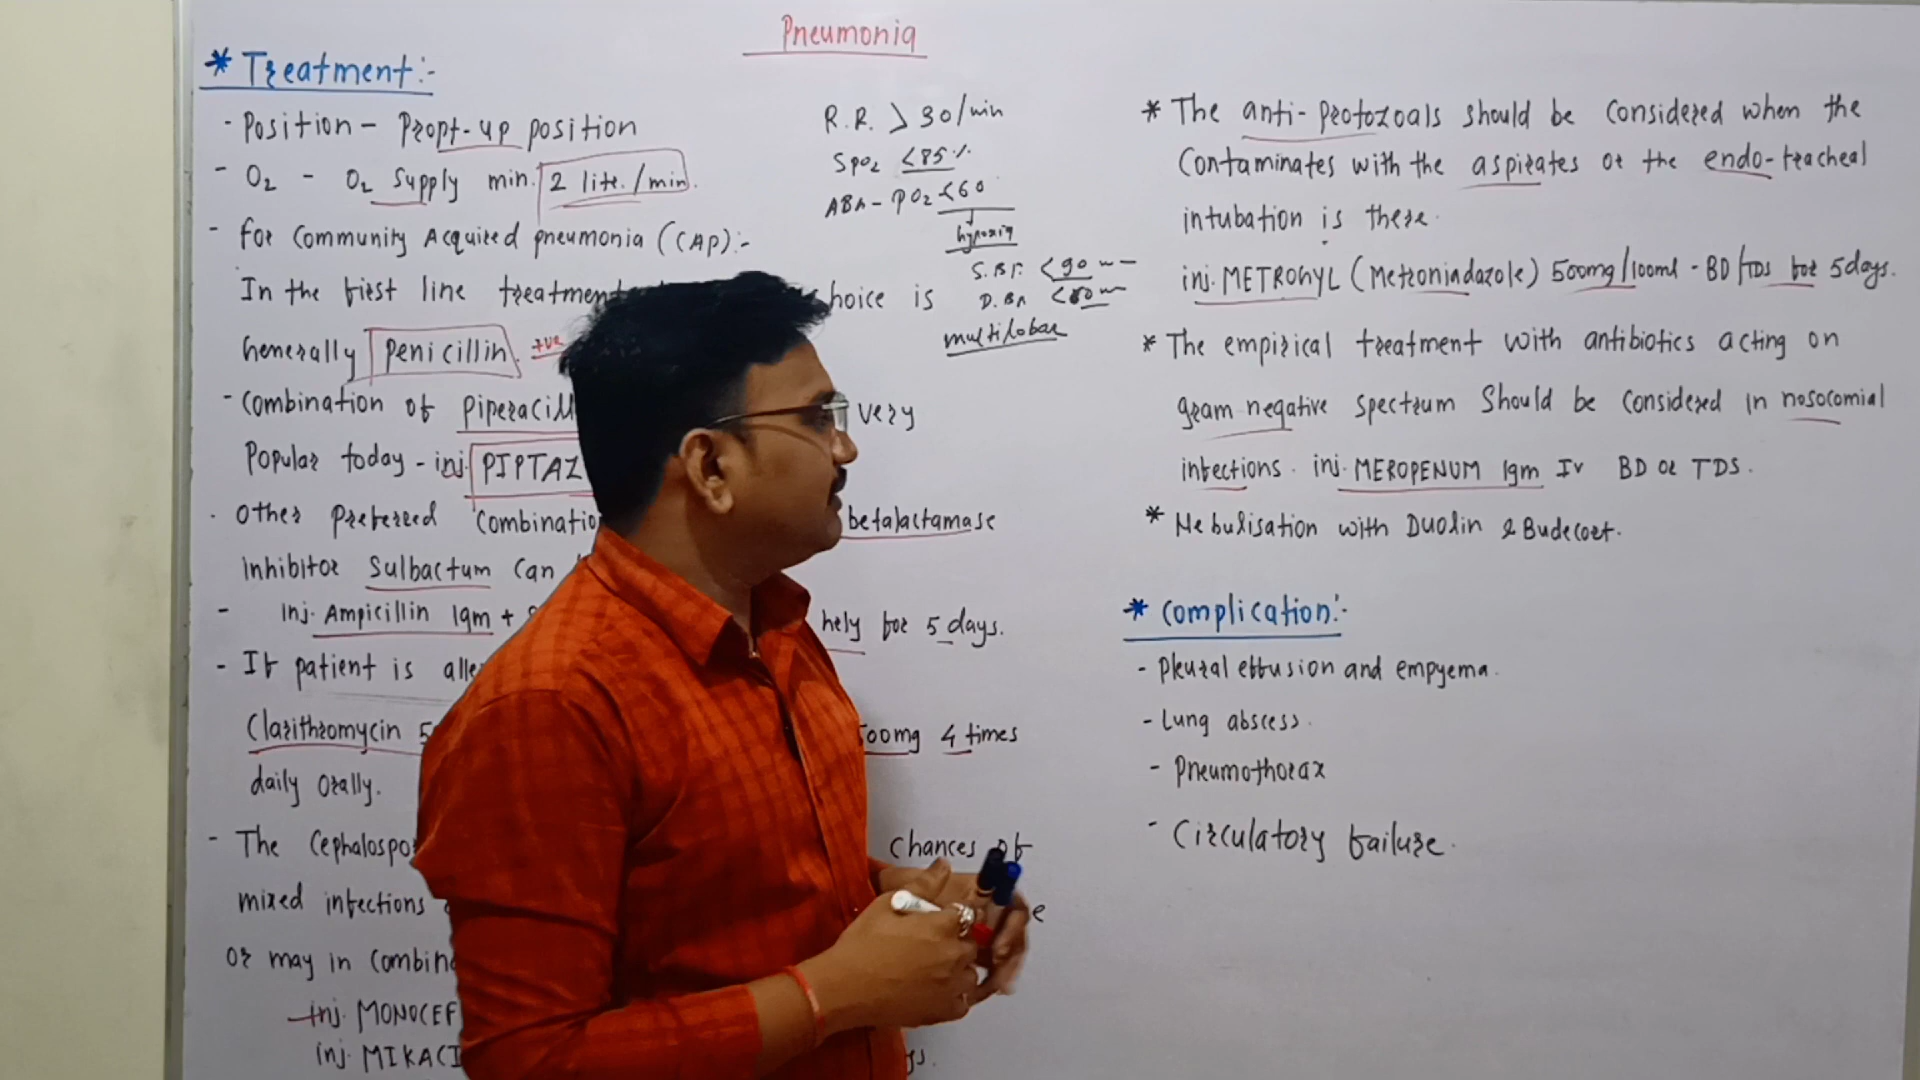 Pneumonia
* Treatment:-
- Position - Propt-up position
- O2 - O2 Supply min. 2 lite./min.
- for Community Acquired pneumonia (CAP):-
In the first line treatment choice is
Generally Penicillin. +ve
- Combination of Piperacill very
Popular today - inj. PIPTAZ
. other Preferred Combinatio betalactamase
inhibitor Sulbactum Can
- inj. Ampicillin 1gm + hely for 5 days.
- If patient is alle
Clarithromycin 5 500mg 4 times
daily Orally.
- The Cephalospo chances of
mixed infections e
or may in Combin
inj. MONOCEF
inj. MIKACI ys.
R.R. > 30/min
SpO2 <85%
ABA - PO2 <60
hypoxia
S.B.P. <90
D.BP. <60
multilobar
* The anti-Protozoals should be Considered when the
Contaminates with the aspirates or the endo-tracheal
intubation is there.
inj. METROGYL (Metronindazole) 500mg/100ml - BD/TDS for 5days.
* The empirical treatment with antibiotics acting on
gram negative Spectrum Should be Considered in nosocomial
infections. inj. MEROPENUM 1gm Iv BD or TDS.
* Nebulisation with Duolin & Budecort.
* Complication:-
- Pleural effusion and empyema.
- Lung abscess.
- Pneumothorax
- Circulatory failure.